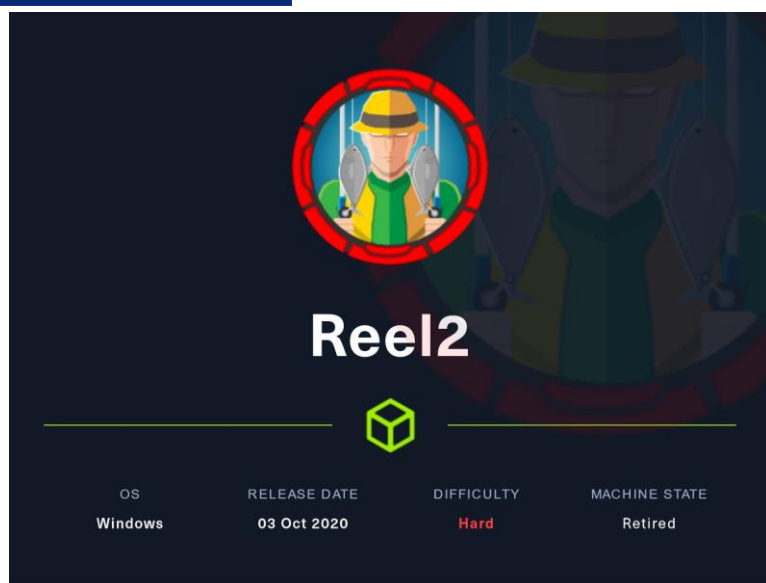 Reel2
OS RELEASE DATE DIFFICULTY MACHINE STATE
Windows 03 Oct 2020 Hard Retired